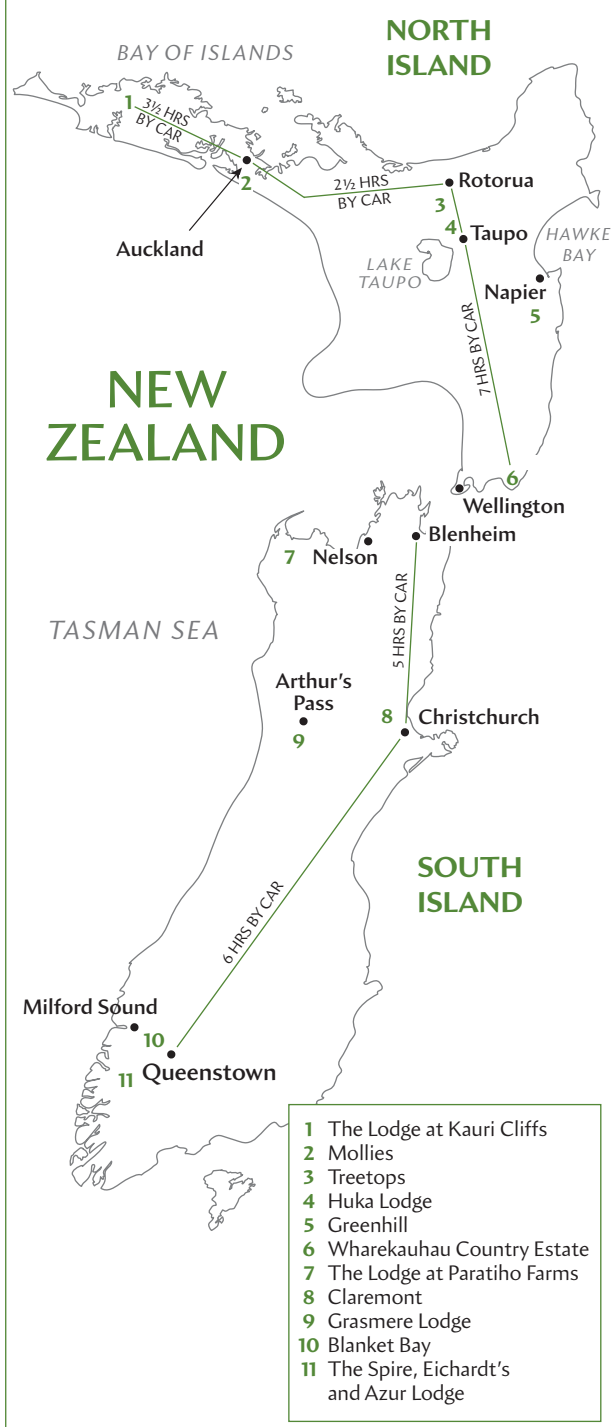 NORTH
ISLAND
BAY OF ISLANDS
1
3½ HRS
BY CAR
2
Auckland
2½ HRS
BY CAR
Rotorua
3
4
Taupo
HAWKE
BAY
LAKE
TAUPO
Napier
5
7 HRS BY CAR
NEW
ZEALAND
6
Wellington
Blenheim
7
Nelson
5 HRS BY CAR
TASMAN SEA
Arthur's
Pass
9
8
Christchurch
SOUTH
ISLAND
6 HRS BY CAR
Milford Sound
10
11
Queenstown
1 The Lodge at Kauri Cliffs
2 Mollies
3 Treetops
4 Huka Lodge
5 Greenhill
6 Wharekauhau Country Estate
7 The Lodge at Paratiho Farms
8 Claremont
9 Grasmere Lodge
10 Blanket Bay
11 The Spire, Eichardt's
and Azur Lodge